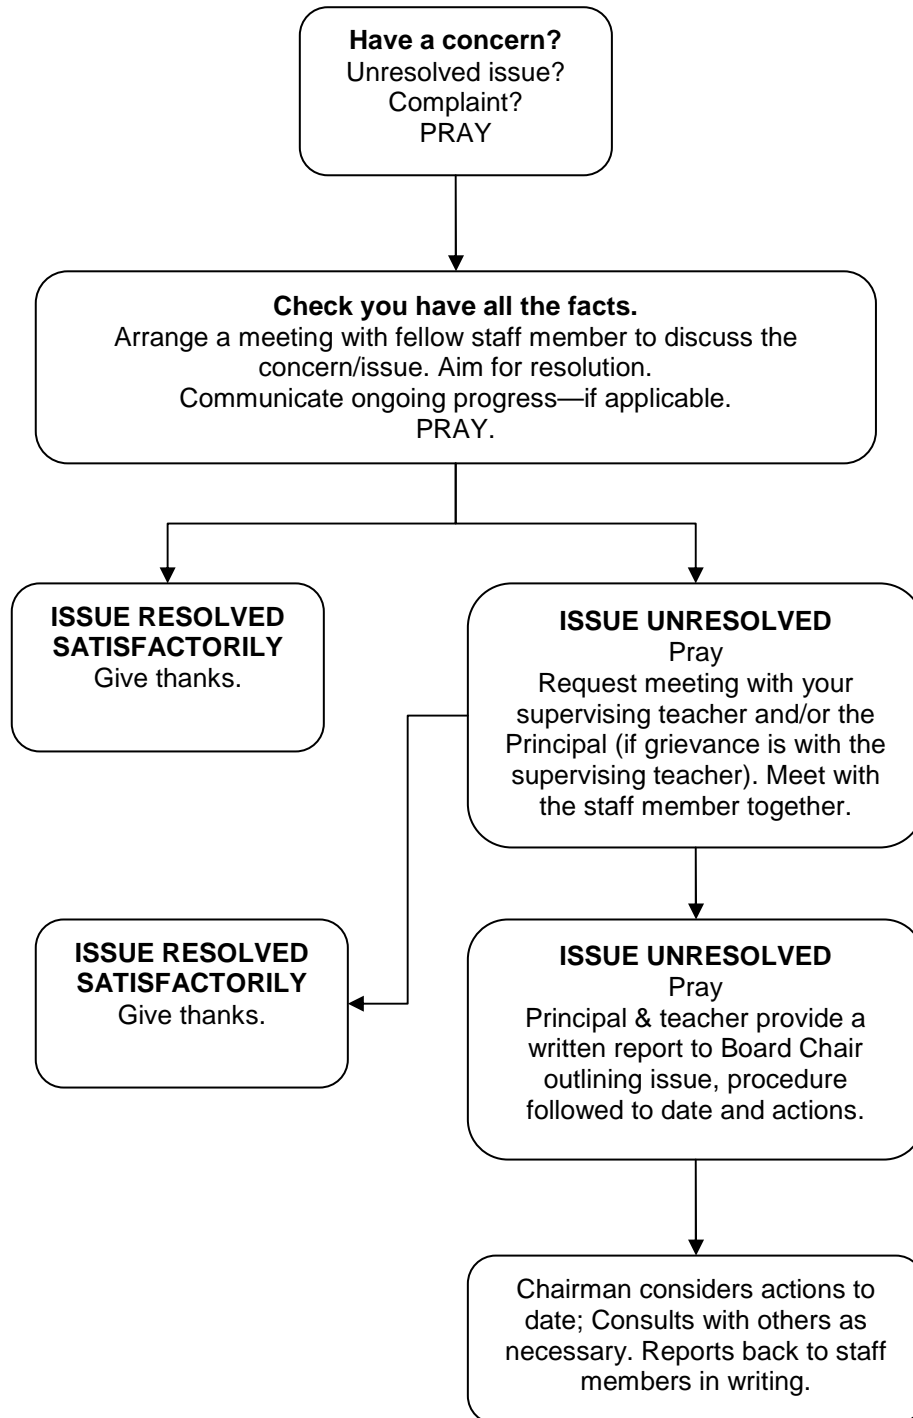 Have a concern?
Unresolved issue?
Complaint?
PRAY
Check you have all the facts.
Arrange a meeting with fellow staff member to discuss the
concern/issue. Aim for resolution.
Communicate ongoing progress—if applicable.
PRAY.
ISSUE RESOLVED
SATISFACTORILY
Give thanks.
ISSUE UNRESOLVED
Pray
Request meeting with your
supervising teacher and/or the
Principal (if grievance is with the
supervising teacher). Meet with
the staff member together.
ISSUE RESOLVED
SATISFACTORILY
Give thanks.
ISSUE UNRESOLVED
Pray
Principal & teacher provide a
written report to Board Chair
outlining issue, procedure
followed to date and actions.
Chairman considers actions to
date; Consults with others as
necessary. Reports back to staff
members in writing.